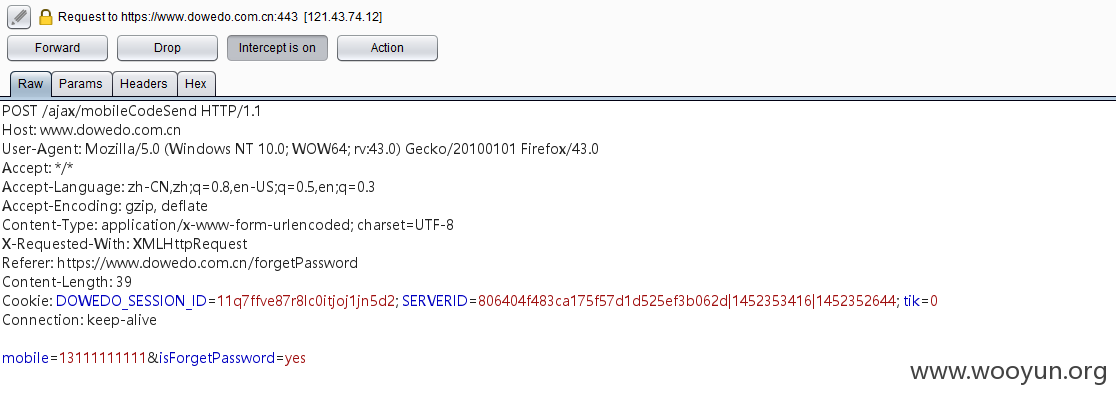 Request to https://www.dowedo.com.cn:443 [121.43.74.12]
Forward Drop Intercept is on Action
Raw Params Headers Hex
POST /ajax/mobileCodeSend HTTP/1.1
Host: www.dowedo.com.cn
User-Agent: Mozilla/5.0 (Windows NT 10.0; WOW64; rv:43.0) Gecko/20100101 Firefox/43.0
Accept: */*
Accept-Language: zh-CN,zh;q=0.8,en-US;q=0.5,en;q=0.3
Accept-Encoding: gzip, deflate
Content-Type: application/x-www-form-urlencoded; charset=UTF-8
X-Requested-With: XMLHttpRequest
Referer: https://www.dowedo.com.cn/forgetPassword
Content-Length: 39
Cookie: DOWEDO_SESSION_ID=11q7ffve87r8lc0itjoj1jn5d2; SERVERID=806404f483ca175f57d1d525ef3b062d|1452353416|1452352644; tik=0
Connection: keep-alive
mobile=13111111111&isForgetPassword=yes
www.wooyun.org